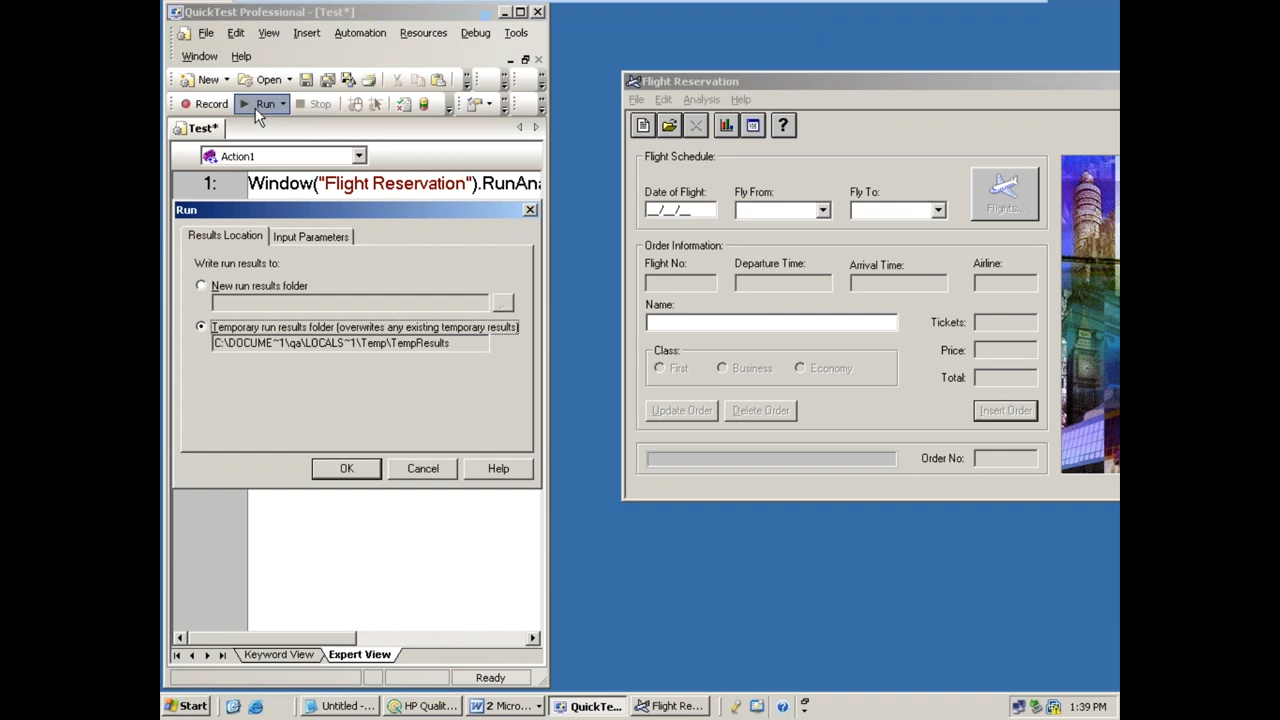 QuickTest Professional - [Test*]
File Edit View Insert Automation Resources Debug Tools
Window Help
New Open
Record Run Stop
Test*
Action1
1: Window("Flight Reservation").RunAna
Run
Results Location Input Parameters
Write run results to:
New run results folder
...
Temporary run results folder (overwrites any existing temporary results)
C:\DOCUME~1\qa\LOCALS~1\Temp\TempResults
OK Cancel Help
Keyword View Expert View
Ready
Flight Reservation
File Edit Analysis Help
?
Flight Schedule:
Date of Flight: Fly From: Fly To:
__/__/__
Flights...
Order Information:
Flight No: Departure Time: Arrival Time: Airline:
Name:
Tickets:
Class:
First Business Economy
Price:
Total:
Update Order Delete Order Insert Order
Order No:
Start Untitled -... HP Qualit... 2 Micro... QuickTe... Flight Re... 1:39 PM